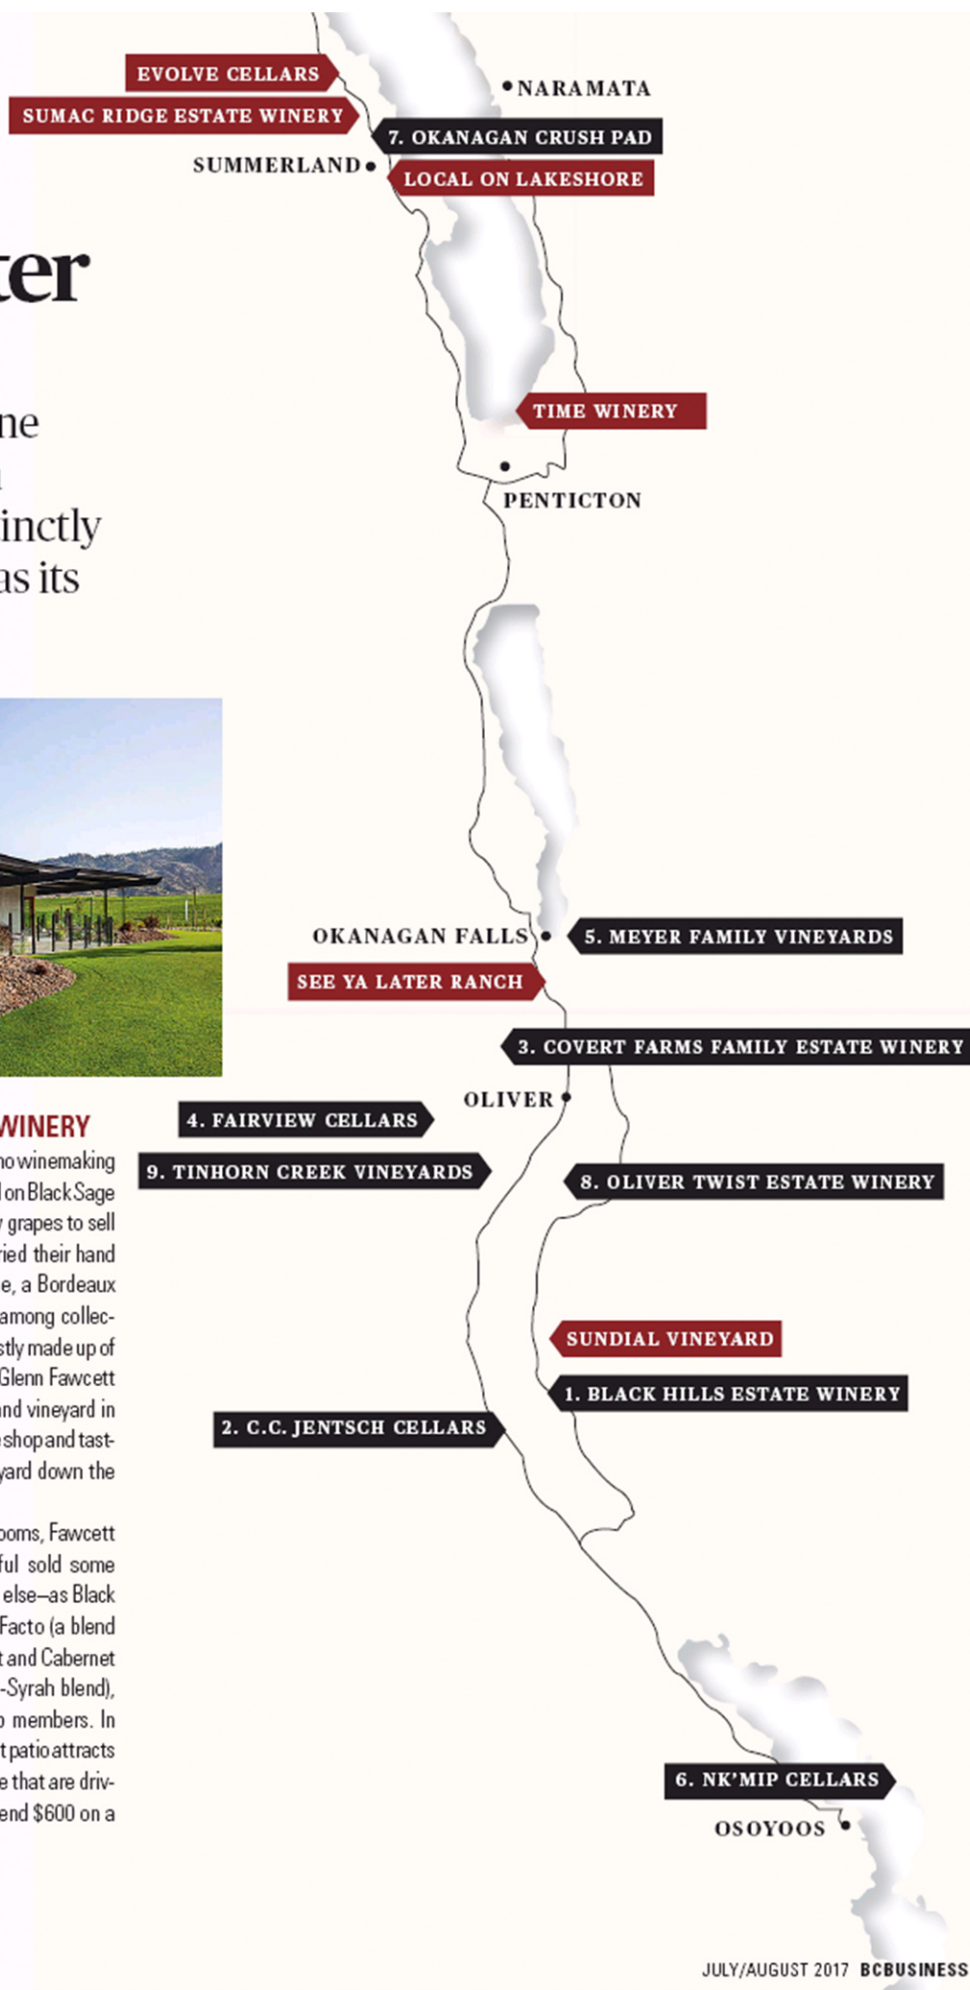 EVOLVE CELLARS
NARAMATA
SUMAC RIDGE ESTATE WINERY
7. OKANAGAN CRUSH PAD
SUMMERLAND
LOCAL ON LAKESHORE
ter
ne
TIME WINERY
PENTICTON
inctly
as its
OKANAGAN FALLS
5. MEYER FAMILY VINEYARDS
SEE YA LATER RANCH
3. COVERT FARMS FAMILY ESTATE WINERY
OLIVER
4. FAIRVIEW CELLARS
9. TINHORN CREEK VINEYARDS
8. OLIVER TWIST ESTATE WINERY
SUNDIAL VINEYARD
1. BLACK HILLS ESTATE WINERY
2. C.C. JENTSCH CELLARS
6. NK'MIP CELLARS
OSOYOOS
WINERY
no winemaking
on Black Sage
grapes to sell
ried their hand
e, a Bordeaux
among collec-
stly made up of
Glenn Fawcett
and vineyard in
shop and tast-
yard down the
ooms, Fawcett
ful sold some
else—as Black
Facto (a blend
t and Cabernet
-Syrah blend),
members. In
t patio attracts
e that are driv-
end $600 on a
JULY/AUGUST 2017 BCBUSINESS